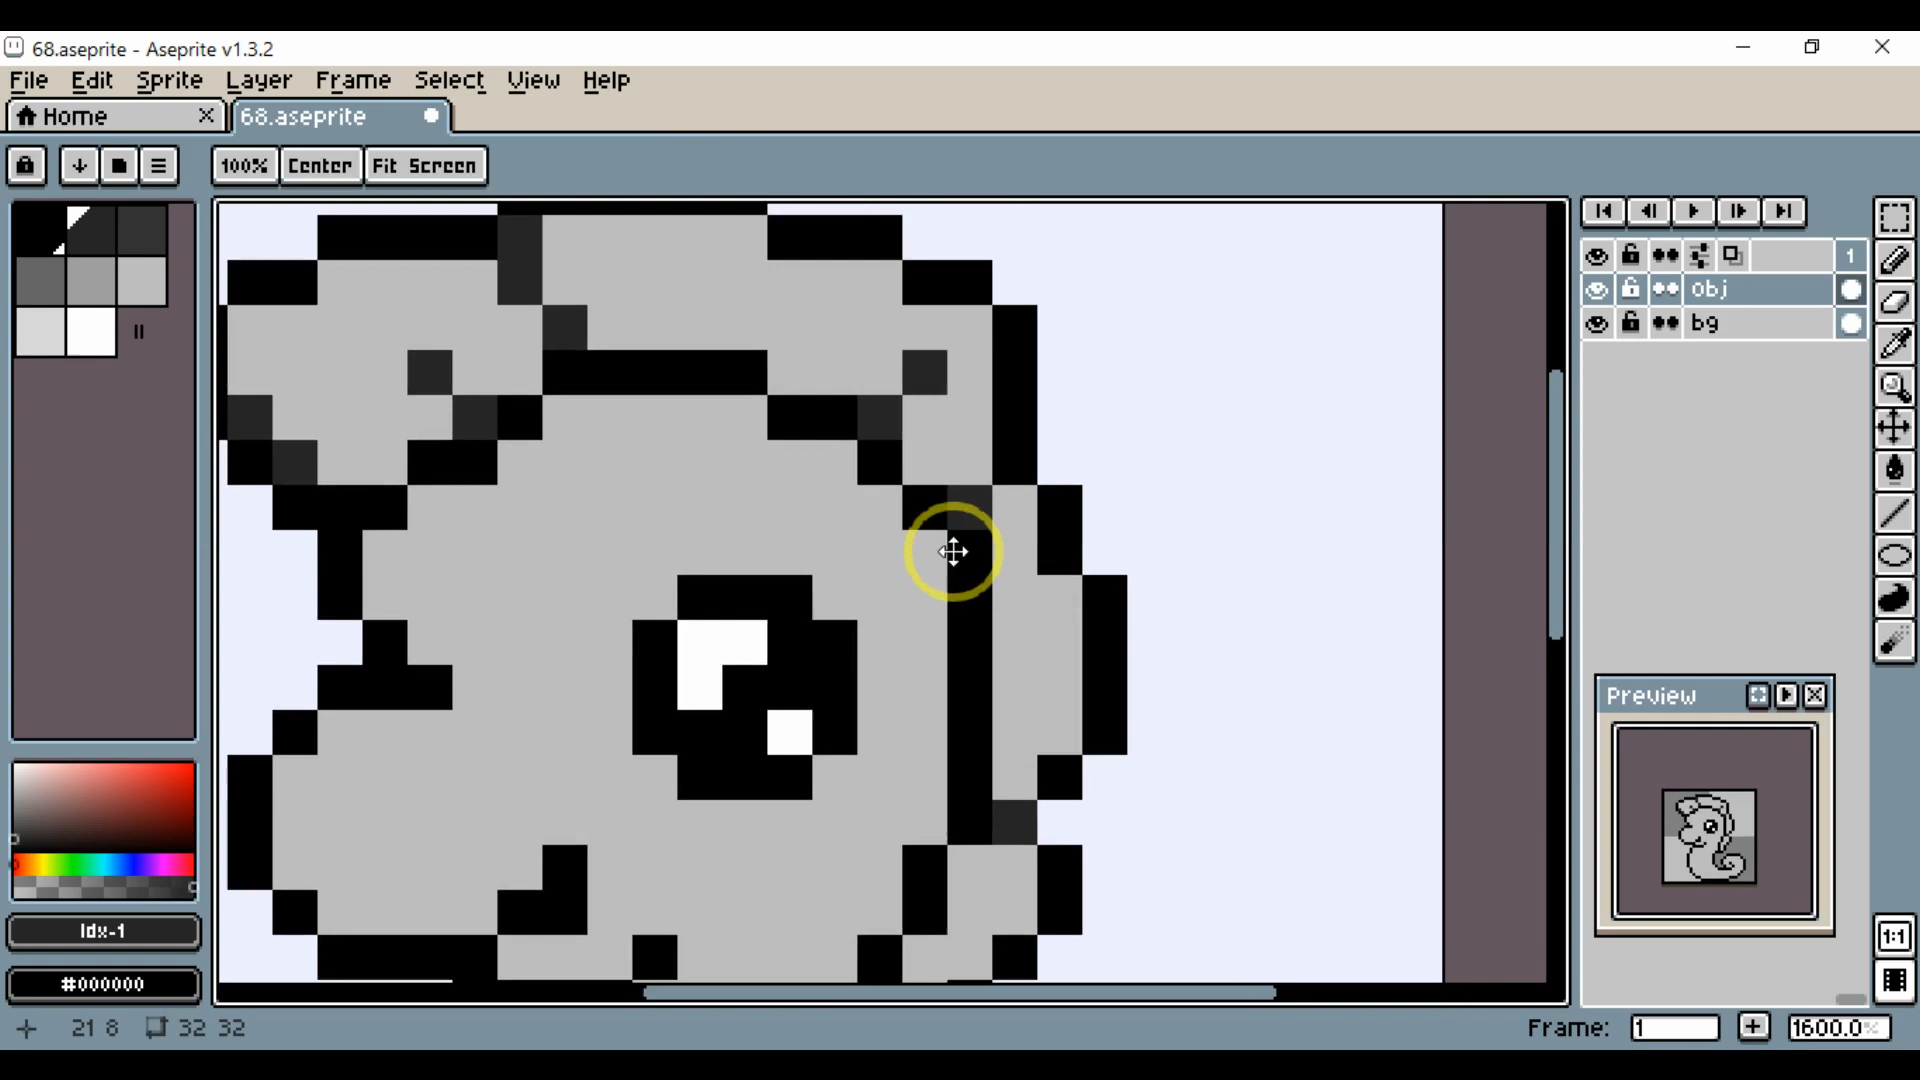 68.aseprite - Aseprite v1.3.2
File Edit Sprite Layer Frame Select View Help
Home 68.aseprite
100% Center Fit Screen
1
obj
bg
Preview
Idx-1
#000000
1:1
21 8 32 32 Frame: 1 + 1600.0%